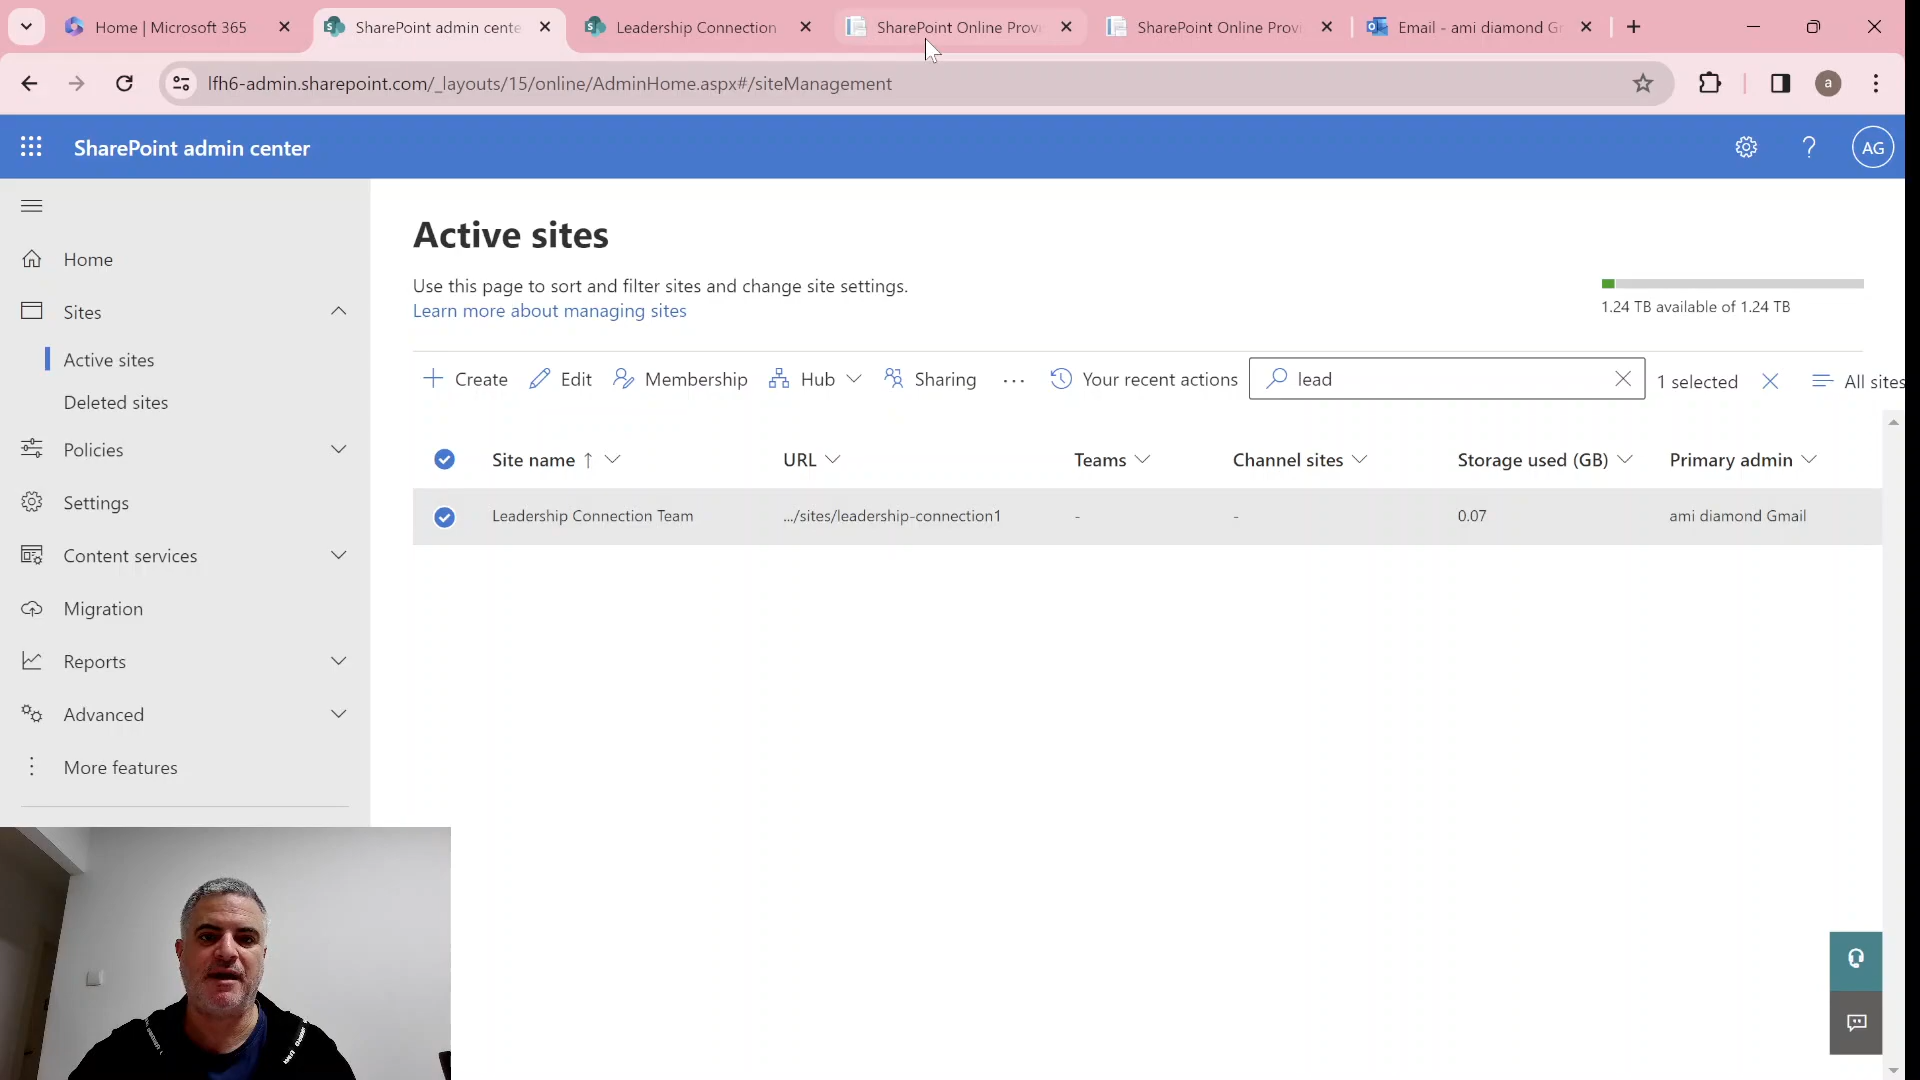 Home | Microsoft 365
SharePoint admin cente
Leadership Connection
SharePoint Online Provi
SharePoint Online Provi
Email - ami diamond G
lfh6-admin.sharepoint.com/_layouts/15/online/AdminHome.aspx#/siteManagement
a
SharePoint admin center
AG
Home
Sites
Active sites
Deleted sites
Policies
Settings
Content services
Migration
Reports
Advanced
More features
Active sites
Use this page to sort and filter sites and change site settings.
Learn more about managing sites
1.24 TB available of 1.24 TB
Create Edit Membership Hub Sharing Your recent actions lead 1 selected All sites
Site name ↑ URL Teams Channel sites Storage used (GB) Primary admin
Leadership Connection Team .../sites/leadership-connection1 - - 0.07 ami diamond Gmail